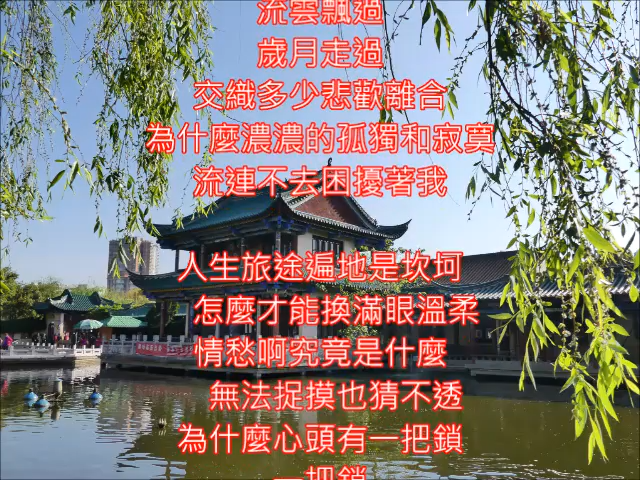 流雲飄過
歲月走過
交織多少悲歡離合
為什麼濃濃的孤獨和寂寞
流連不去困擾著我
人生旅途遍地是坎坷
怎麼才能換滿眼溫柔
情愁啊究竟是什麼
無法捉摸也猜不透
為什麼心頭有一把鎖
一把鎖